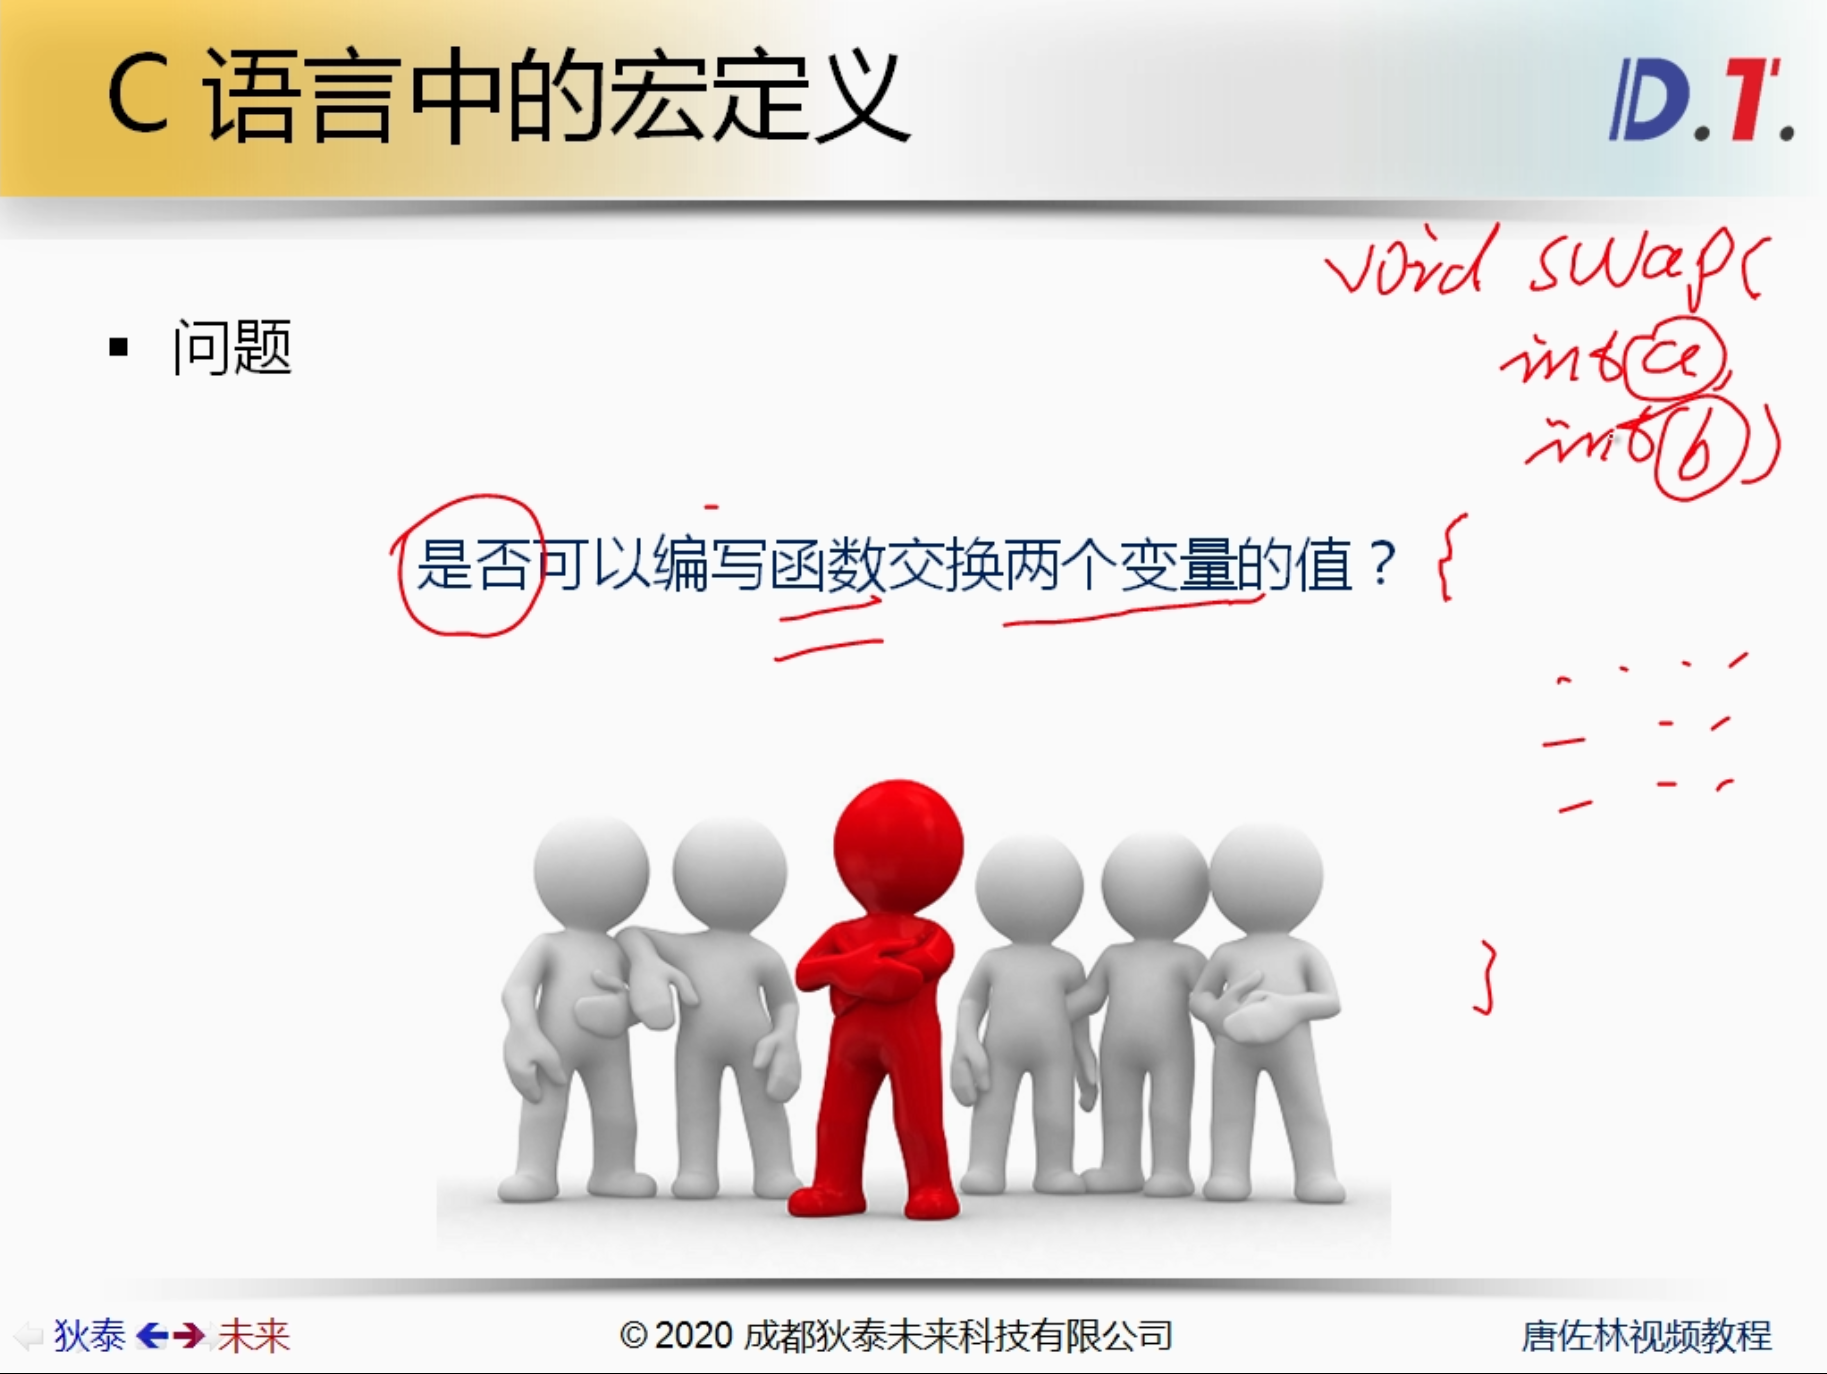 C 语言中的宏定义
D.T.
void swap(
int a,
int b)
▪ 问题
是否可以编写函数交换两个变量的值？
{
}
狄泰 未来
© 2020 成都狄泰未来科技有限公司
唐佐林视频教程